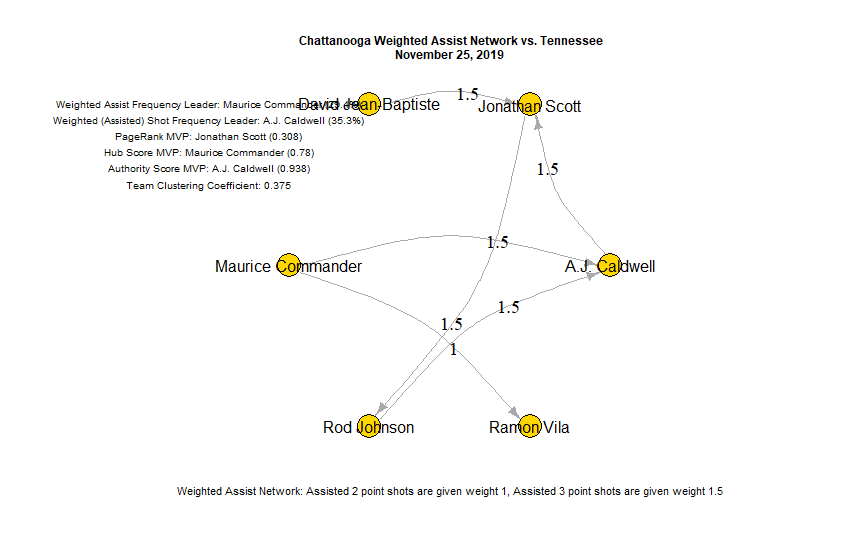 Chattanooga Weighted Assist Network vs. Tennessee
November 25, 2019
Weighted Assist Frequency Leader: Maurice Commander
David Jean-Baptiste
1.5
Jonathan Scott
Weighted (Assisted) Shot Frequency Leader: A.J. Caldwell (35.3%)
PageRank MVP: Jonathan Scott (0.308)
Hub Score MVP: Maurice Commander (0.78)
Authority Score MVP: A.J. Caldwell (0.938)
1.5
Team Clustering Coefficient: 0.375
1.5
Maurice Commander
A.J. Caldwell
1.5
1.5
1
Rod Johnson
Ramon Vila
Weighted Assist Network: Assisted 2 point shots are given weight 1, Assisted 3 point shots are given weight 1.5